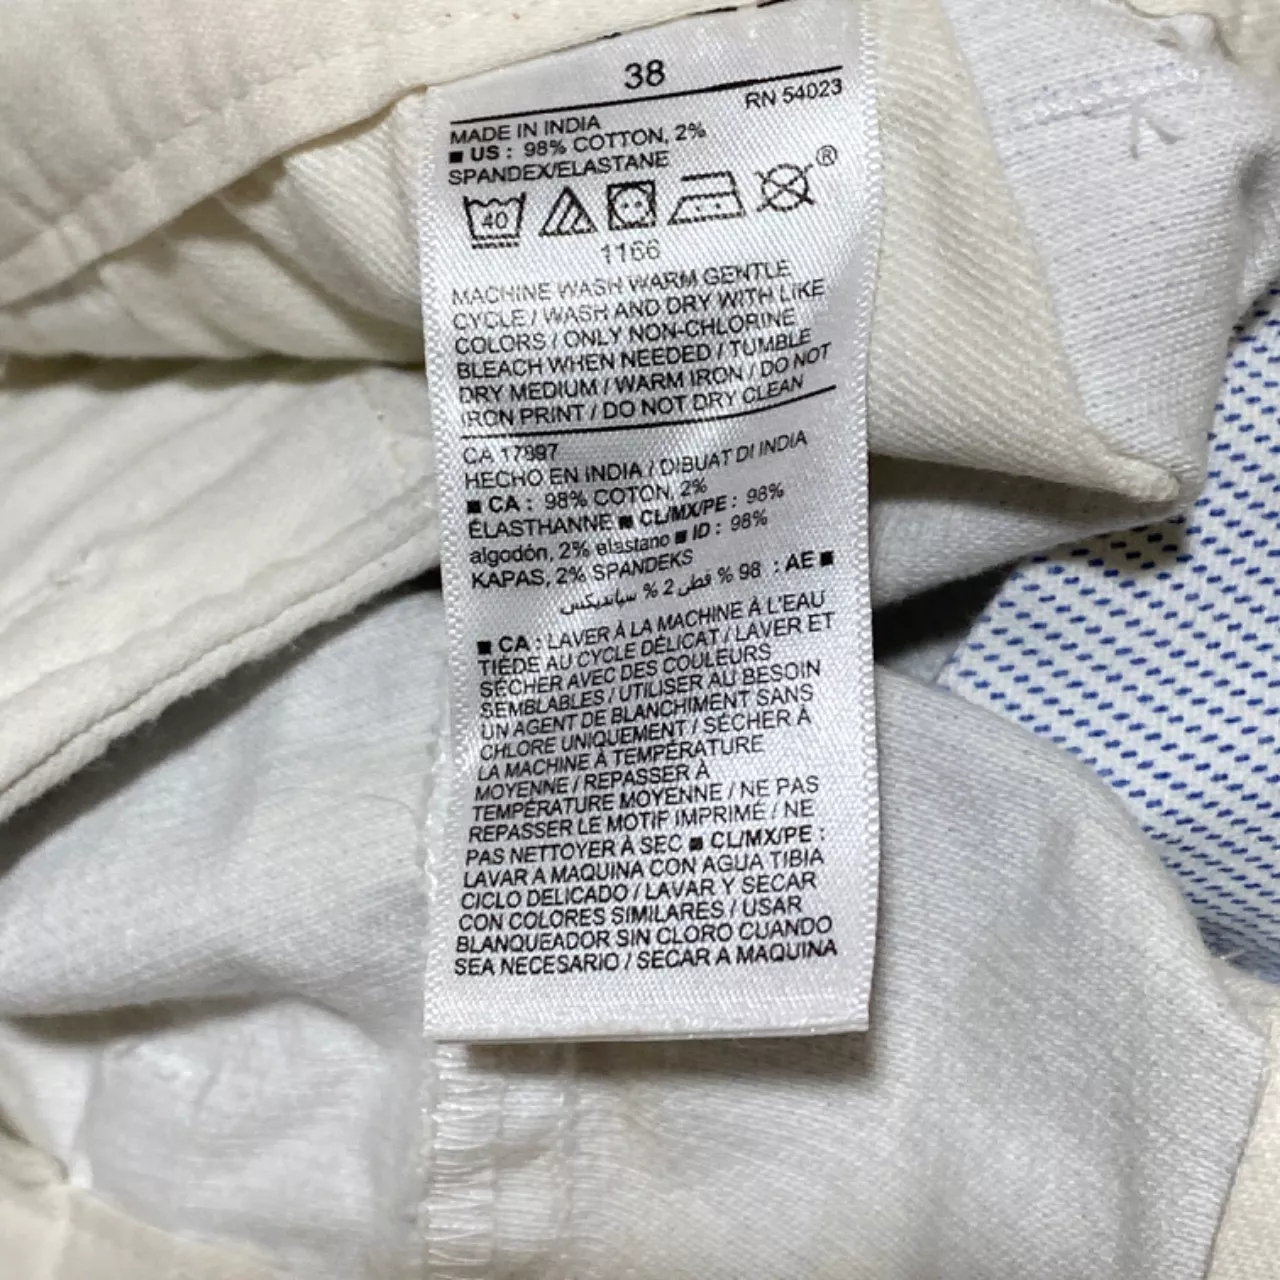 38
RN 54023
MADE IN INDIA
■ US : 98% COTTON, 2%
SPANDEX/ELASTANE
40
®
1166
MACHINE WASH WARM GENTLE
CYCLE / WASH AND DRY WITH LIKE
COLORS / ONLY NON-CHLORINE
BLEACH WHEN NEEDED / TUMBLE
DRY MEDIUM / WARM IRON / DO NOT
IRON PRINT / DO NOT DRY CLEAN
CA 17897
HECHO EN INDIA / DIBUAT DI INDIA
■ CA : 98% COTON, 2%
ÉLASTHANNE ■ CL/MX/PE : 98%
algodón, 2% elastano ■ ID : 98%
KAPAS, 2% SPANDEKS
■ AE : 98 % قطن 2 % سبانديكس
■ CA : LAVER À LA MACHINE À L'EAU
TIÈDE AU CYCLE DÉLICAT / LAVER ET
SÉCHER AVEC DES COULEURS
SEMBLABLES / UTILISER AU BESOIN
UN AGENT DE BLANCHIMENT SANS
CHLORE UNIQUEMENT / SÉCHER À
LA MACHINE À TEMPÉRATURE
MOYENNE / REPASSER À
TEMPÉRATURE MOYENNE / NE PAS
REPASSER LE MOTIF IMPRIMÉ / NE
PAS NETTOYER À SEC ■ CL/MX/PE :
LAVAR A MAQUINA CON AGUA TIBIA
CICLO DELICADO / LAVAR Y SECAR
CON COLORES SIMILARES / USAR
BLANQUEADOR SIN CLORO CUANDO
SEA NECESARIO / SECAR A MAQUINA